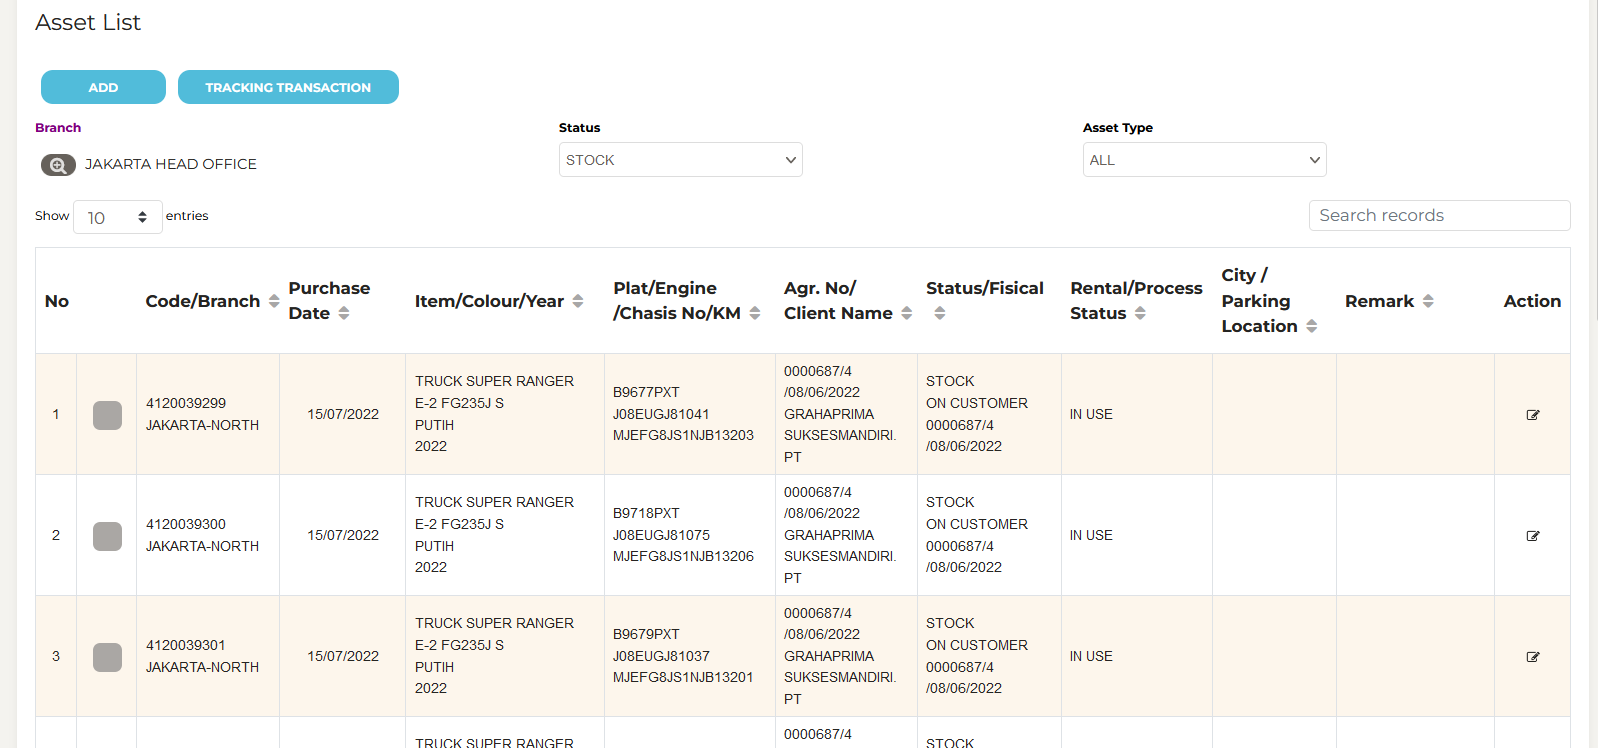 Asset List
ADD
TRACKING TRANSACTION
Branch
Status
Asset Type
JAKARTA HEAD OFFICE
STOCK
ALL
Show 10 entries
Search records
No
Code/Branch
Purchase
Date
Item/Colour/Year
Plat/Engine
/Chasis No/KM
Agr. No/
Client Name
Status/Fisical
Rental/Process
Status
City /
Parking
Location
Remark
Action
1
4120039299
JAKARTA-NORTH
15/07/2022
TRUCK SUPER RANGER
E-2 FG235J S
PUTIH
2022
B9677PXT
J08EUGJ81041
MJEFG8JS1NJB13203
0000687/4
/08/06/2022
GRAHAPRIMA
SUKSESMANDIRI.
PT
STOCK
ON CUSTOMER
0000687/4
/08/06/2022
IN USE
2
4120039300
JAKARTA-NORTH
15/07/2022
TRUCK SUPER RANGER
E-2 FG235J S
PUTIH
2022
B9718PXT
J08EUGJ81075
MJEFG8JS1NJB13206
0000687/4
/08/06/2022
GRAHAPRIMA
SUKSESMANDIRI.
PT
STOCK
ON CUSTOMER
0000687/4
/08/06/2022
IN USE
3
4120039301
JAKARTA-NORTH
15/07/2022
TRUCK SUPER RANGER
E-2 FG235J S
PUTIH
2022
B9679PXT
J08EUGJ81037
MJEFG8JS1NJB13201
0000687/4
/08/06/2022
GRAHAPRIMA
SUKSESMANDIRI.
PT
STOCK
ON CUSTOMER
0000687/4
/08/06/2022
IN USE
TRUCK SUPER RANGER
0000687/4
STOCK